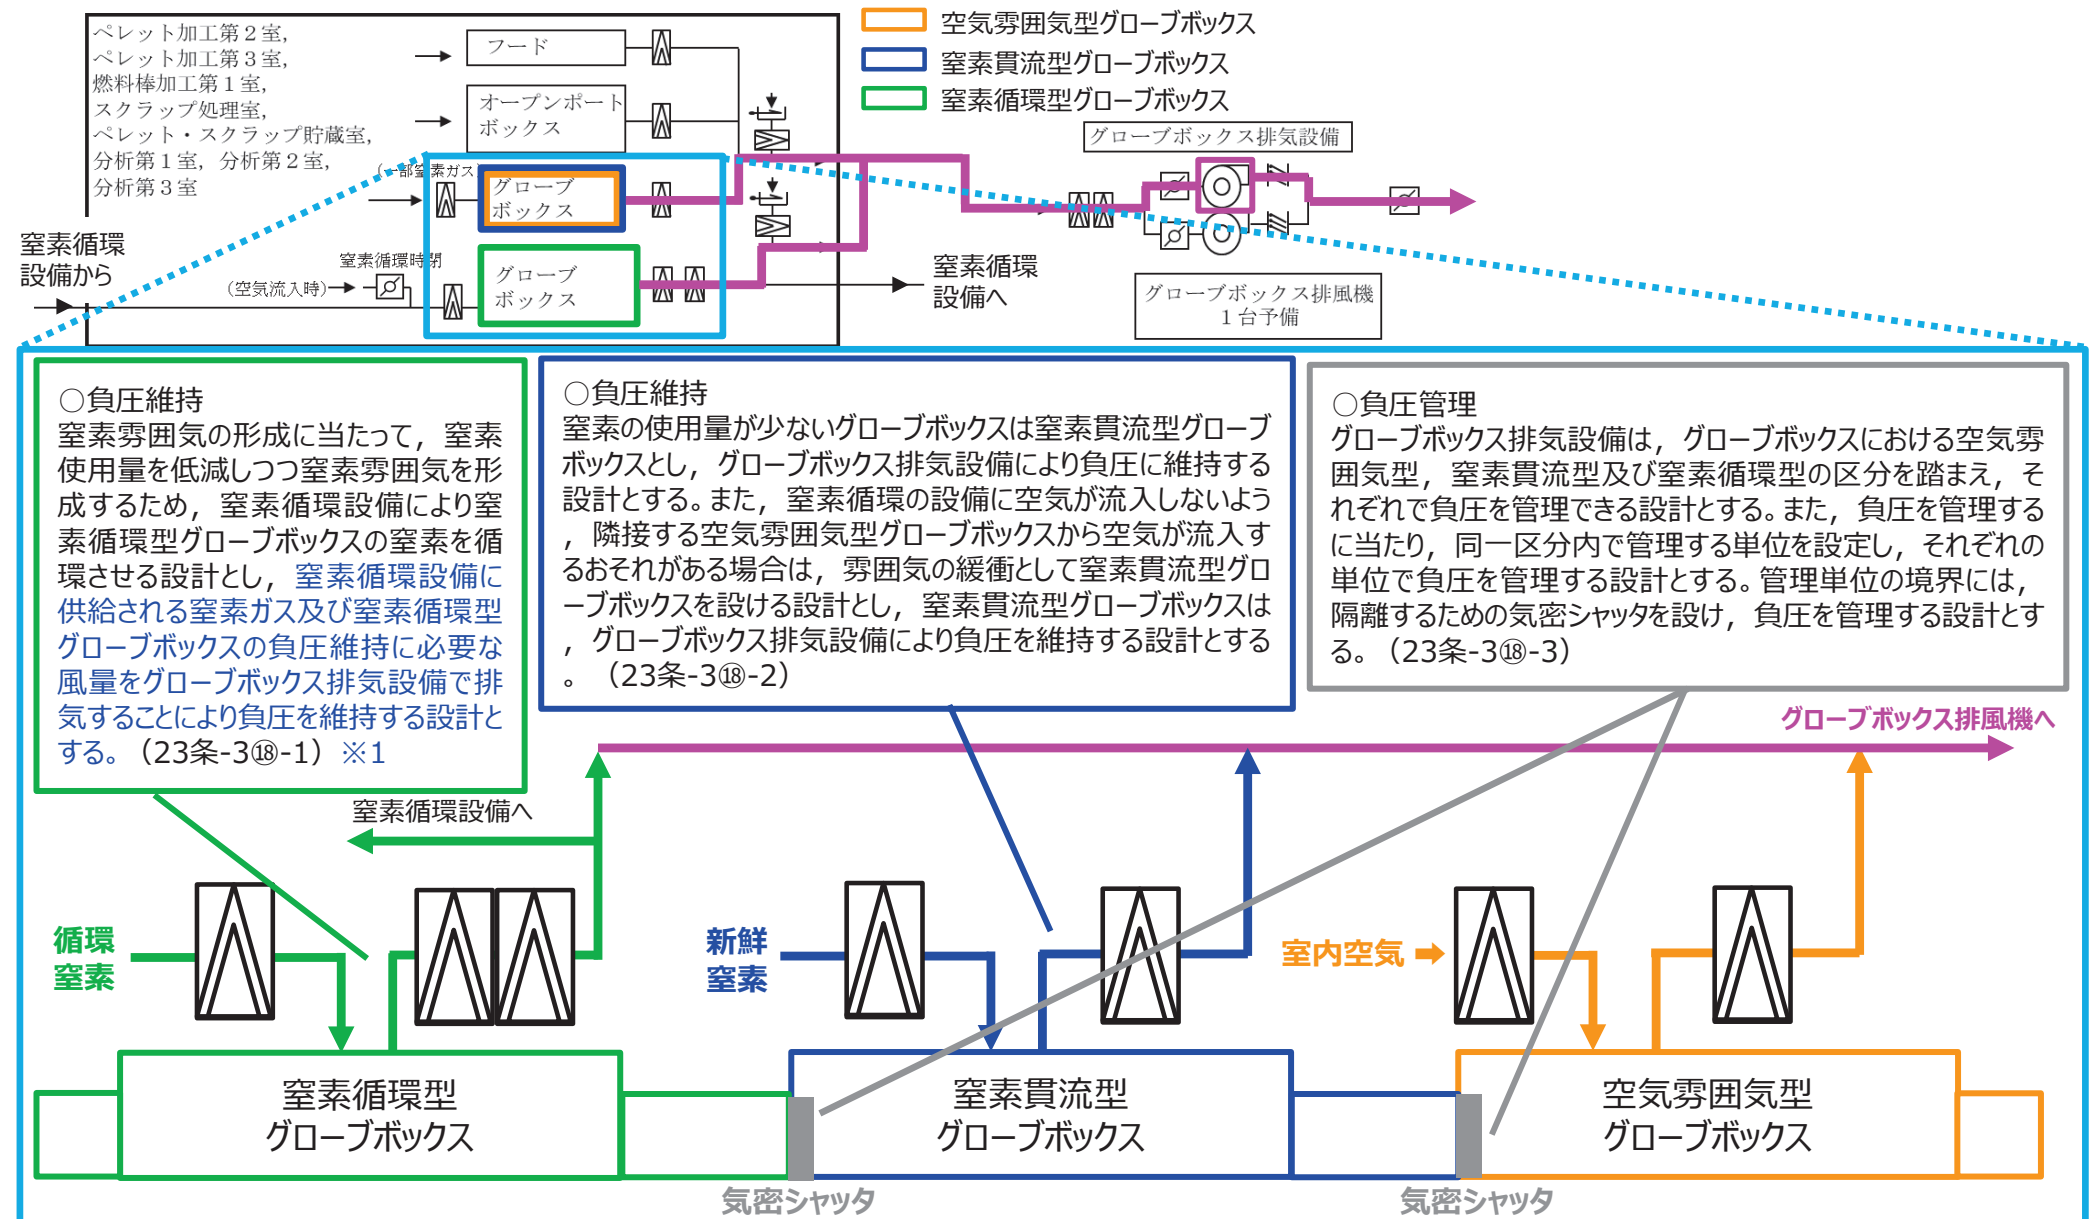 ペレット加工第２室，
ペレット加工第３室，
燃料棒加工第１室，
スクラップ処理室，
ペレット・スクラップ貯蔵室，
分析第１室，分析第２室，
分析第３室
フード
オープンポート
ボックス
(一部窒素ガス)
グローブ
ボックス
窒素循環
設備から
窒素循環時閉
(空気流入時)
グローブ
ボックス
窒素循環
設備へ
空気雰囲気型グローブボックス
窒素貫流型グローブボックス
窒素循環型グローブボックス
グローブボックス排気設備
グローブボックス排風機
１台予備
○負圧維持
窒素雰囲気の形成に当たって，窒素
使用量を低減しつつ窒素雰囲気を形
成するため，窒素循環設備により窒
素循環型グローブボックスの窒素を循
環させる設計とし，窒素循環設備に
供給される窒素ガス及び窒素循環型
グローブボックスの負圧維持に必要な
風量をグローブボックス排気設備で排
気することにより負圧を維持する設計と
する。（23条-3⑱-1）※1
○負圧維持
窒素の使用量が少ないグローブボックスは窒素貫流型グローブ
ボックスとし，グローブボックス排気設備により負圧に維持する
設計とする。また，窒素循環の設備に空気が流入しないよう
，隣接する空気雰囲気型グローブボックスから空気が流入す
るおそれがある場合は，雰囲気の緩衝として窒素貫流型グロ
ーブボックスを設ける設計とし，窒素貫流型グローブボックスは
，グローブボックス排気設備により負圧を維持する設計とする
。（23条-3⑱-2）
○負圧管理
グローブボックス排気設備は，グローブボックスにおける空気雰
囲気型，窒素貫流型及び窒素循環型の区分を踏まえ，そ
れぞれで負圧を管理できる設計とする。また，負圧を管理する
に当たり，同一区分内で管理する単位を設定し，それぞれの
単位で負圧を管理する設計とする。管理単位の境界には，
隔離するための気密シャッタを設け，負圧を管理する設計とす
る。（23条-3⑱-3）
グローブボックス排風機へ
窒素循環設備へ
循環
窒素
新鮮
窒素
室内空気
窒素循環型
グローブボックス
窒素貫流型
グローブボックス
空気雰囲気型
グローブボックス
気密シャッタ
気密シャッタ